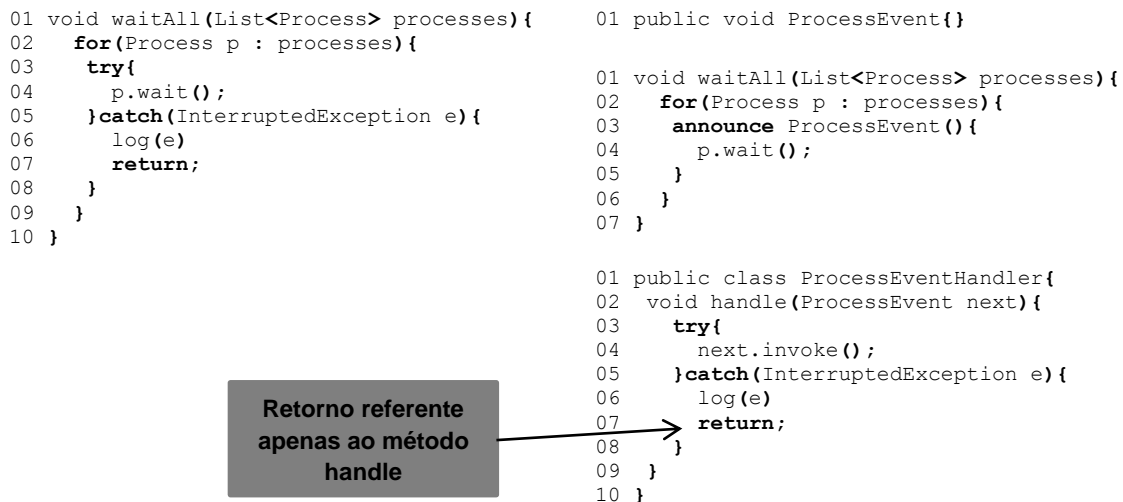 01 void waitAll(List<Process> processes){
02   for(Process p : processes){
03    try{
04      p.wait();
05    }catch(InterruptedException e){
06      log(e)
07      return;
08    }
09   }
10 }
01 public void ProcessEvent{}
01 void waitAll(List<Process> processes){
02   for(Process p : processes){
03    announce ProcessEvent(){
04      p.wait();
05    }
06   }
07 }
01 public class ProcessEventHandler{
02  void handle(ProcessEvent next){
03    try{
04      next.invoke();
05    }catch(InterruptedException e){
06      log(e)
07      return;
08    }
09  }
10 }
Retorno referente
apenas ao método
handle